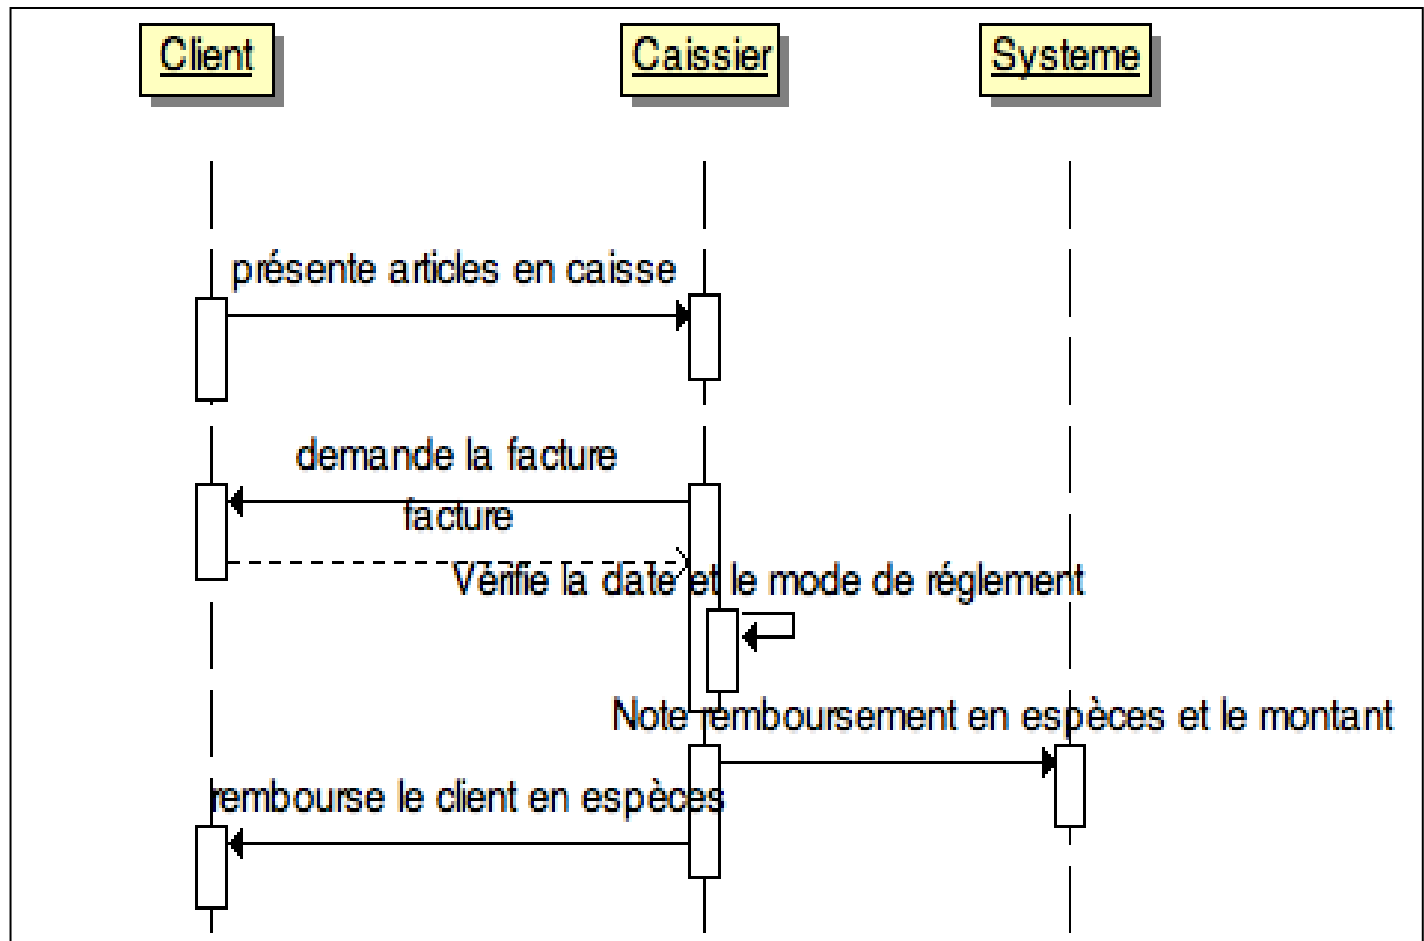 Client
Caissier
Systeme
présente articles en caisse
demande la facture
facture
Vérifie la date et le mode de réglement
Note remboursement en espèces et le montant
rembourse le client en espèces